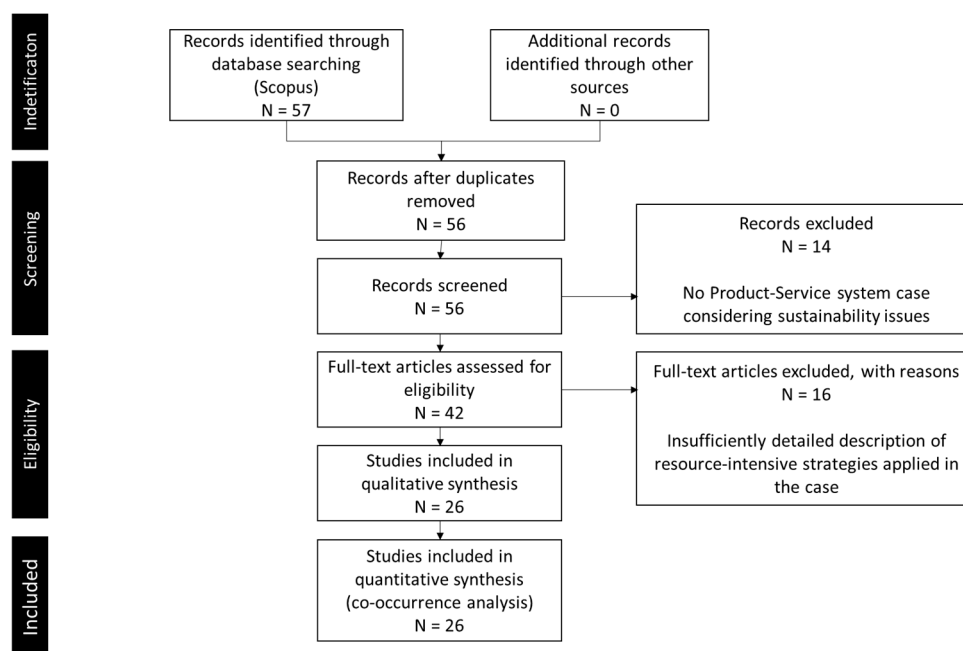 Indetificaton
Records identified through
database searching
(Scopus)
N = 57
Additional records
identified through other
sources
N = 0
Screening
Records after duplicates
removed
N = 56
Records screened
N = 56
Records excluded
N = 14
No Product-Service system case
considering sustainability issues
Eligibility
Full-text articles assessed for
eligibility
N = 42
Full-text articles excluded, with reasons
N = 16
Insufficiently detailed description of
resource-intensive strategies applied in
the case
Studies included in
qualitative synthesis
N = 26
Included
Studies included in
quantitative synthesis
(co-occurrence analysis)
N = 26